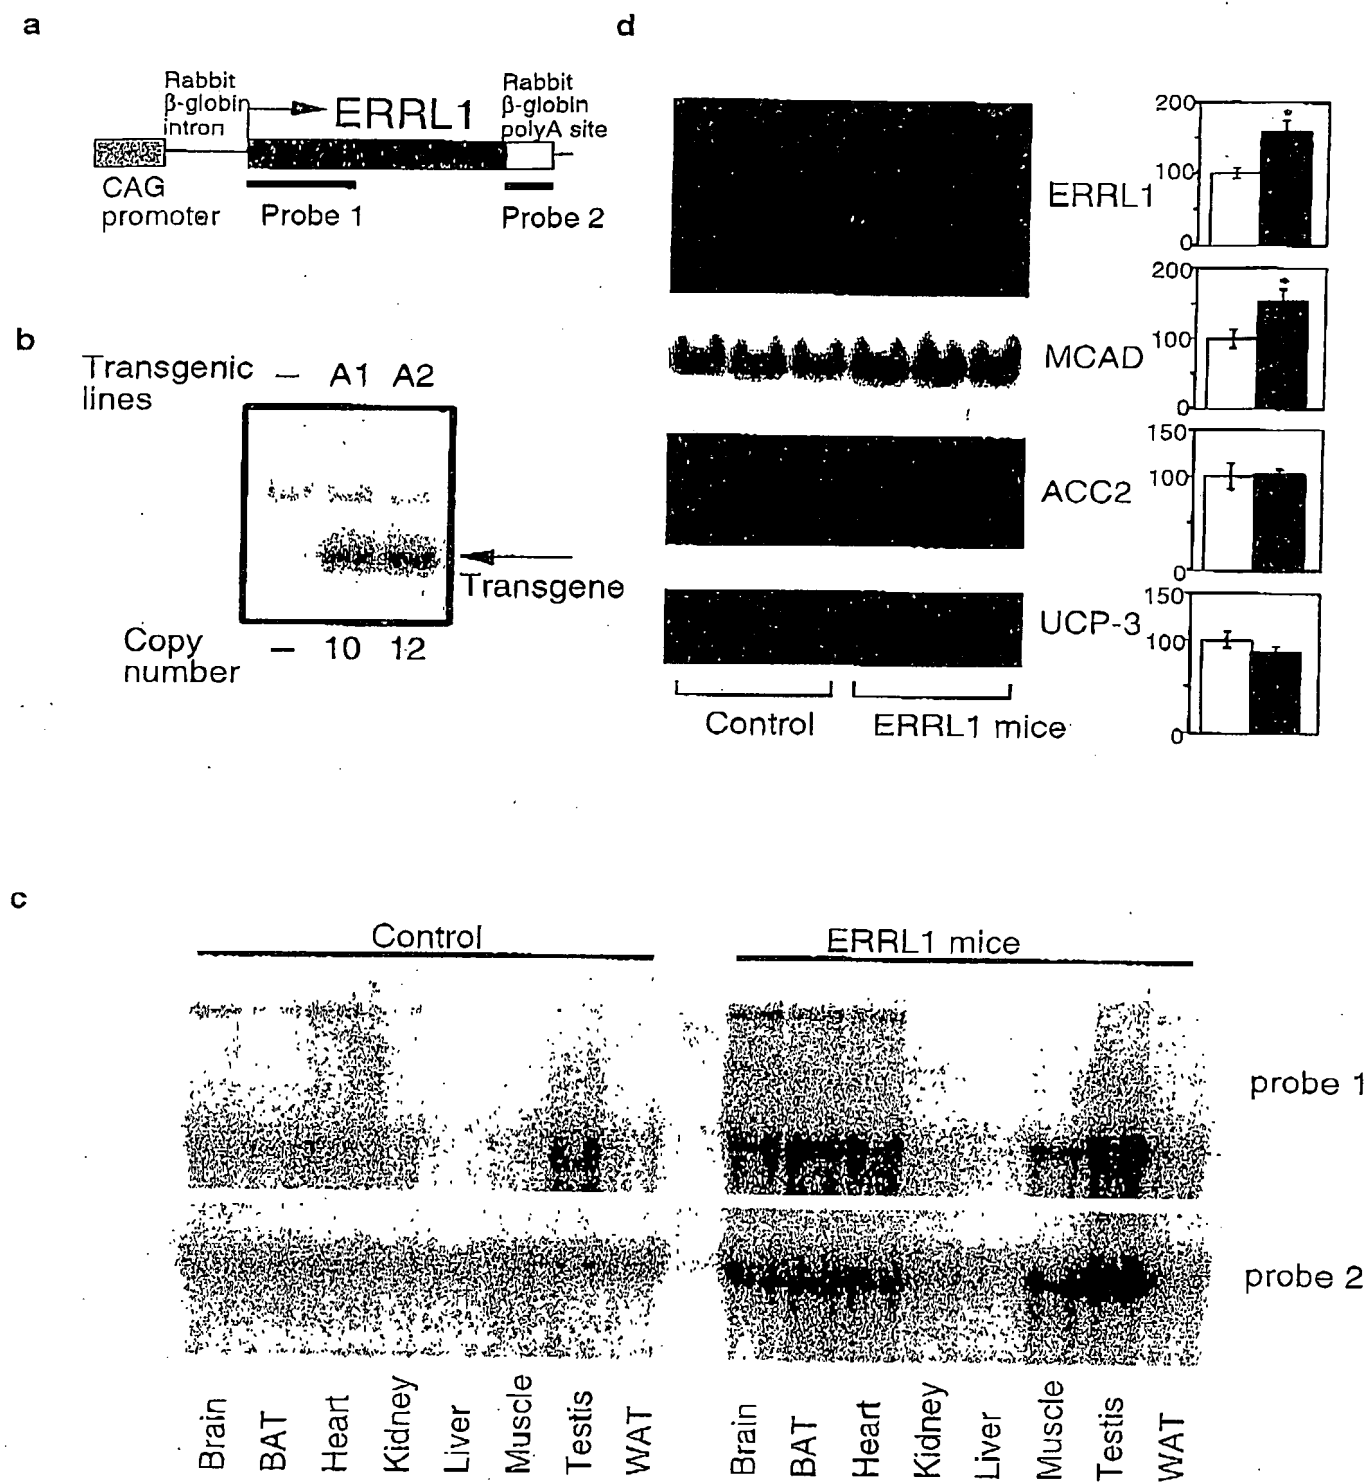 a
Rabbit
β-globin
intron
ERRL1
Rabbit
β-globin
polyA site
CAG
promoter
Probe 1
Probe 2
b
Transgenic
lines
– A1 A2
Transgene
Copy
number
– 10 12
d
ERRL1
200
*
100
0
MCAD
200
*
100
0
ACC2
150
100
0
UCP-3
150
100
0
Control
ERRL1 mice
c
Control
ERRL1 mice
probe 1
probe 2
Brain
BAT
Heart
Kidney
Liver
Muscle
Testis
WAT
Brain
BAT
Heart
Kidney
Liver
Muscle
Testis
WAT